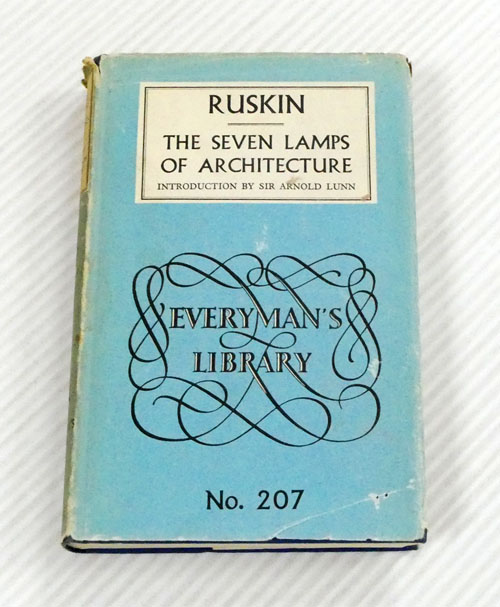 RUSKIN
THE SEVEN LAMPS
OF ARCHITECTURE
INTRODUCTION BY SIR ARNOLD LUNN
EVERYMAN'S
LIBRARY
No. 207